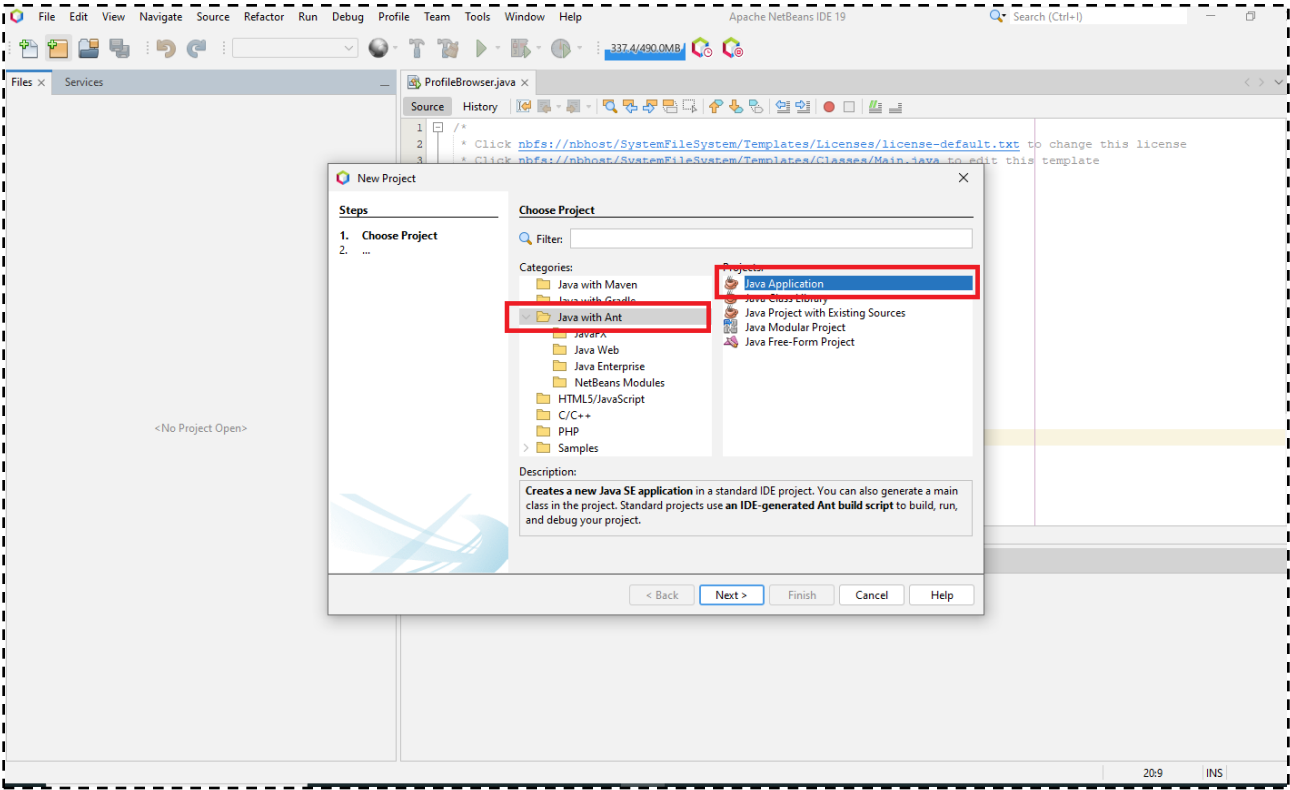 File Edit View Navigate Source Refactor Run Debug Profile Team Tools Window Help Apache NetBeans IDE 19 Search (Ctrl+I)
337.4/490.0MB
Files Services
ProfileBrowser.java
Source History
1 /*
2 * Click nbfs://nbhost/SystemFileSystem/Templates/Licenses/license-default.txt to change this license
3 * Click nbfs://nbhost/SystemFileSystem/Templates/Classes/Main.java to edit this template
<No Project Open>
New Project
Steps
1. Choose Project
2. ...
Choose Project
Filter:
Categories:
Java with Maven
Java with Gradle
Java with Ant
JavaFX
Java Web
Java Enterprise
NetBeans Modules
HTML5/JavaScript
C/C++
PHP
Samples
Projects:
Java Application
Java Class Library
Java Project with Existing Sources
Java Modular Project
Java Free-Form Project
Description:
Creates a new Java SE application in a standard IDE project. You can also generate a main
class in the project. Standard projects use an IDE-generated Ant build script to build, run,
and debug your project.
< Back Next > Finish Cancel Help
20:9 INS